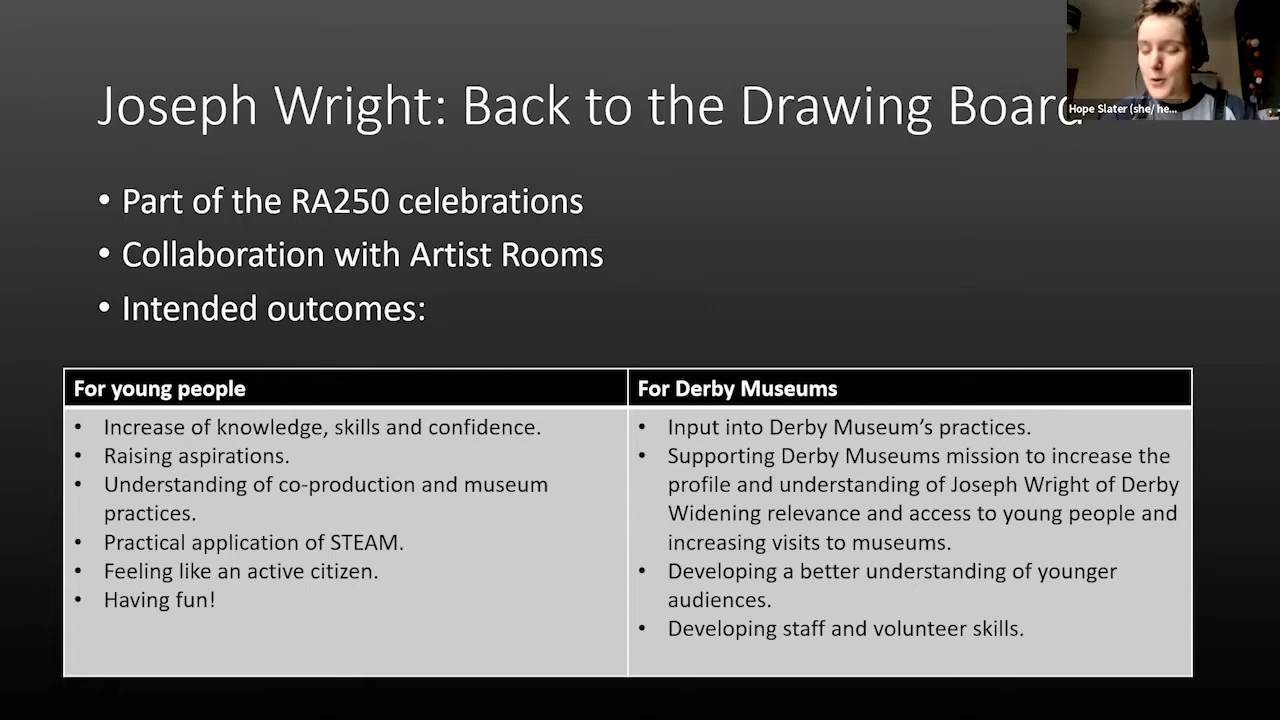 Joseph Wright: Back to the Drawing Board
Hope Slater (she/ he...
• Part of the RA250 celebrations
• Collaboration with Artist Rooms
• Intended outcomes:
For young people
• Increase of knowledge, skills and confidence.
• Raising aspirations.
• Understanding of co-production and museum
practices.
• Practical application of STEAM.
• Feeling like an active citizen.
• Having fun!
For Derby Museums
• Input into Derby Museum’s practices.
• Supporting Derby Museums mission to increase the
profile and understanding of Joseph Wright of Derby
Widening relevance and access to young people and
increasing visits to museums.
• Developing a better understanding of younger
audiences.
• Developing staff and volunteer skills.